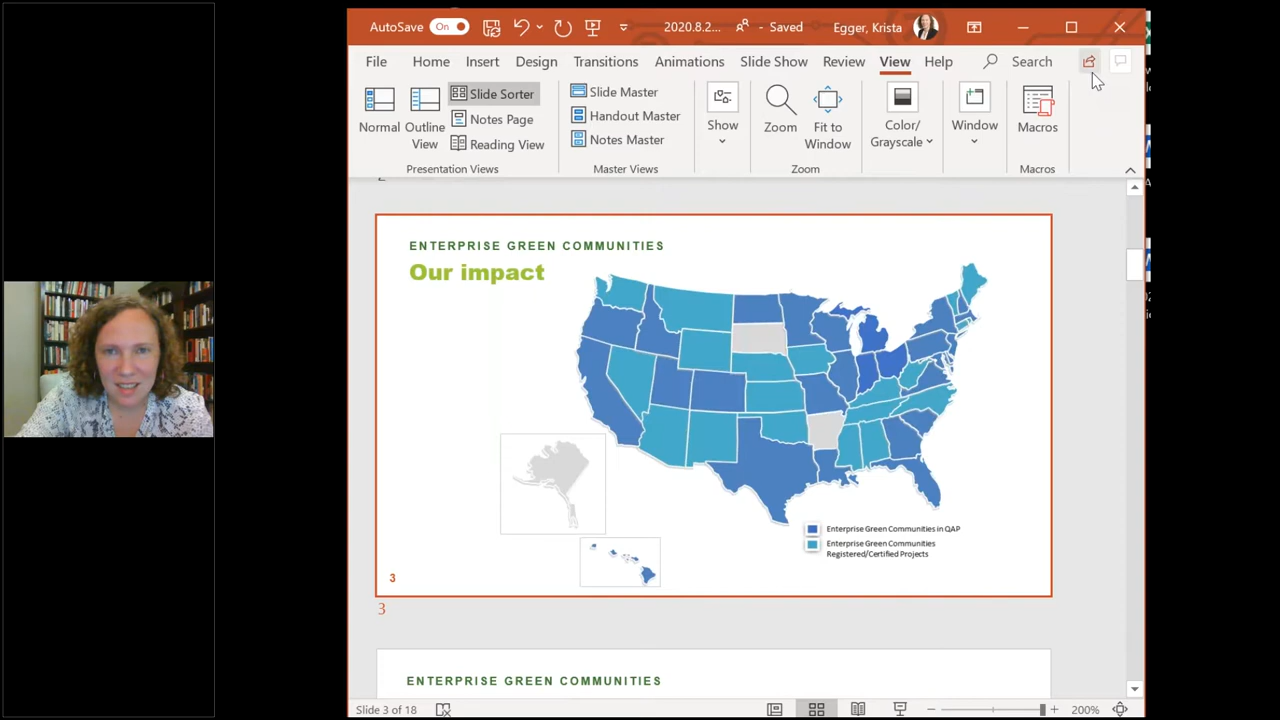 AutoSave On 2020.8.2... - Saved Egger, Krista
File Home Insert Design Transitions Animations Slide Show Review View Help Search
Normal
Outline View
Slide Sorter
Notes Page
Reading View
Presentation Views
Slide Master
Handout Master
Notes Master
Master Views
Show
Zoom
Fit to Window
Zoom
Color/ Grayscale
Window
Macros
Macros
ENTERPRISE GREEN COMMUNITIES
Our impact
Enterprise Green Communities in QAP
Enterprise Green Communities
Registered/Certified Projects
3
3
ENTERPRISE GREEN COMMUNITIES
Slide 3 of 18 200%